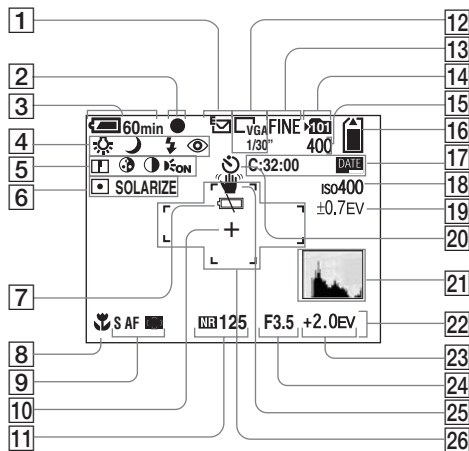 1
2
3
4
5
6
7
8
9
10
11
12
13
14
15
16
17
18
19
20
21
22
23
24
25
26
60min
E
VGA
FINE
101
1/30"
400
ON
C:32:00
DATE
SOLARIZE
ISO400
±0.7EV
S AF
NR 125
F3.5
+2.0EV